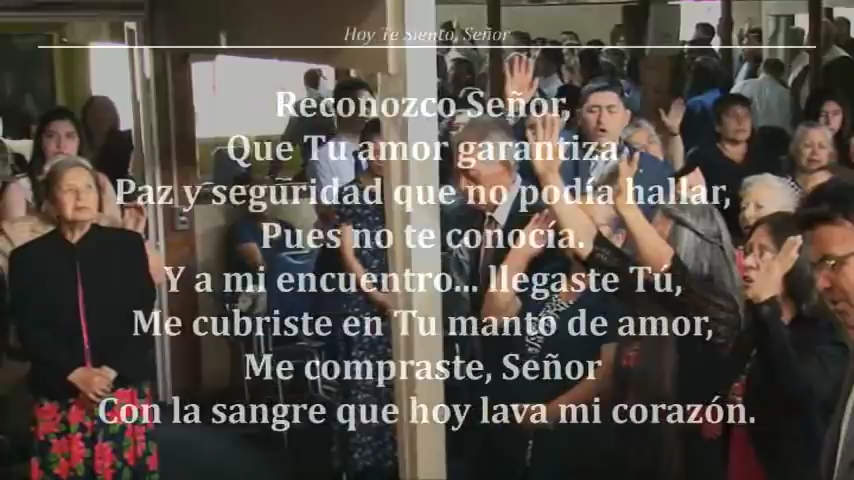 Hoy Te Siento, Señor
Reconozco Señor,
Que Tu amor garantiza
Paz y seguridad que no podía hallar,
Pues no te conocía.
Y a mi encuentro... llegaste Tú,
Me cubriste en Tu manto de amor,
Me compraste, Señor
Con la sangre que hoy lava mi corazón.